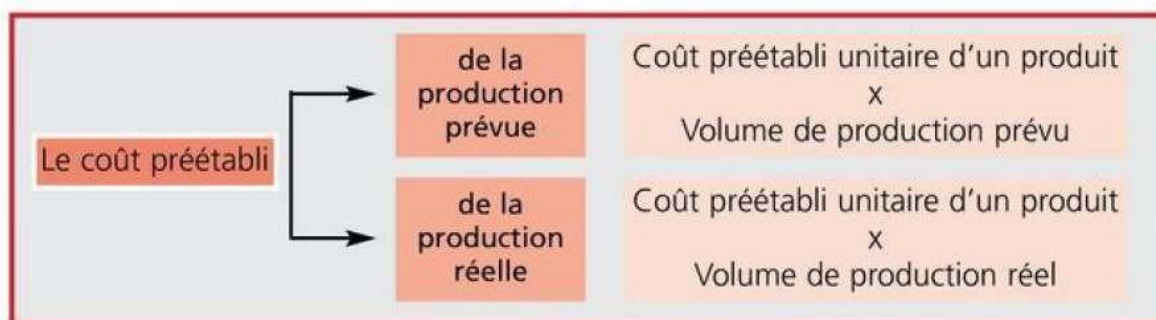 Le coût préétabli
de la
production
prévue
Coût préétabli unitaire d'un produit
x
Volume de production prévu
de la
production
réelle
Coût préétabli unitaire d'un produit
x
Volume de production réel